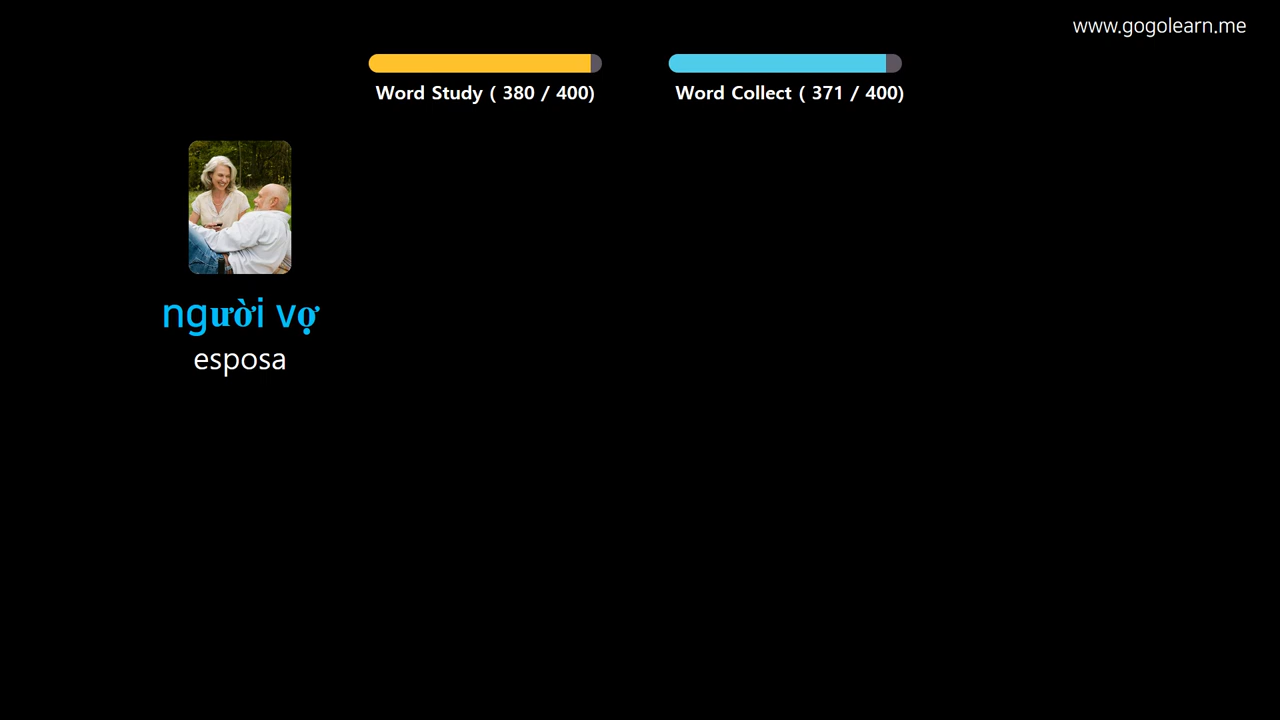 www.gogolearn.me
Word Study ( 380 / 400)
Word Collect ( 371 / 400)
người vợ
esposa